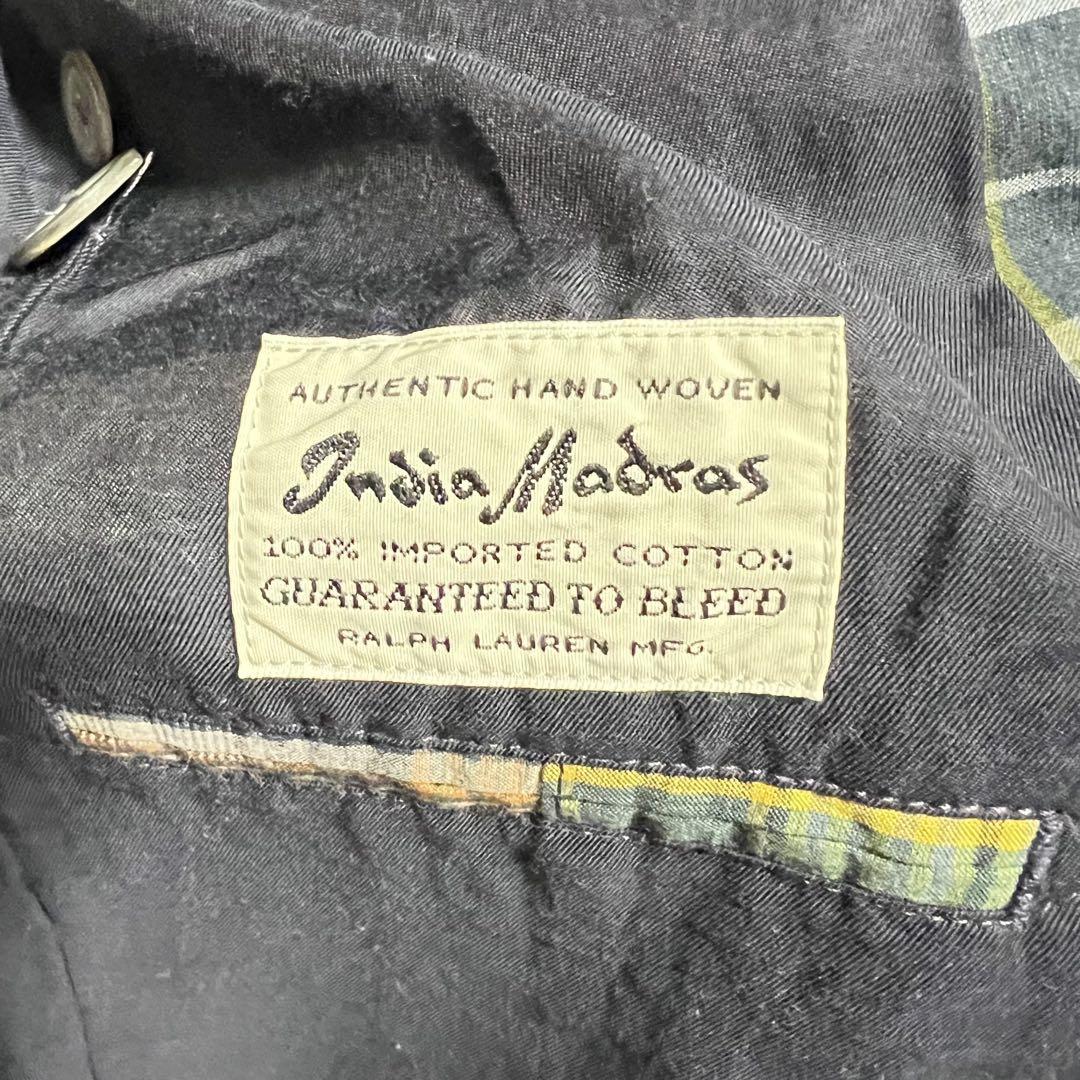 AUTHENTIC HAND WOVEN
India Madras
100% IMPORTED COTTON
GUARANTEED TO BLEED
RALPH LAUREN MFG.